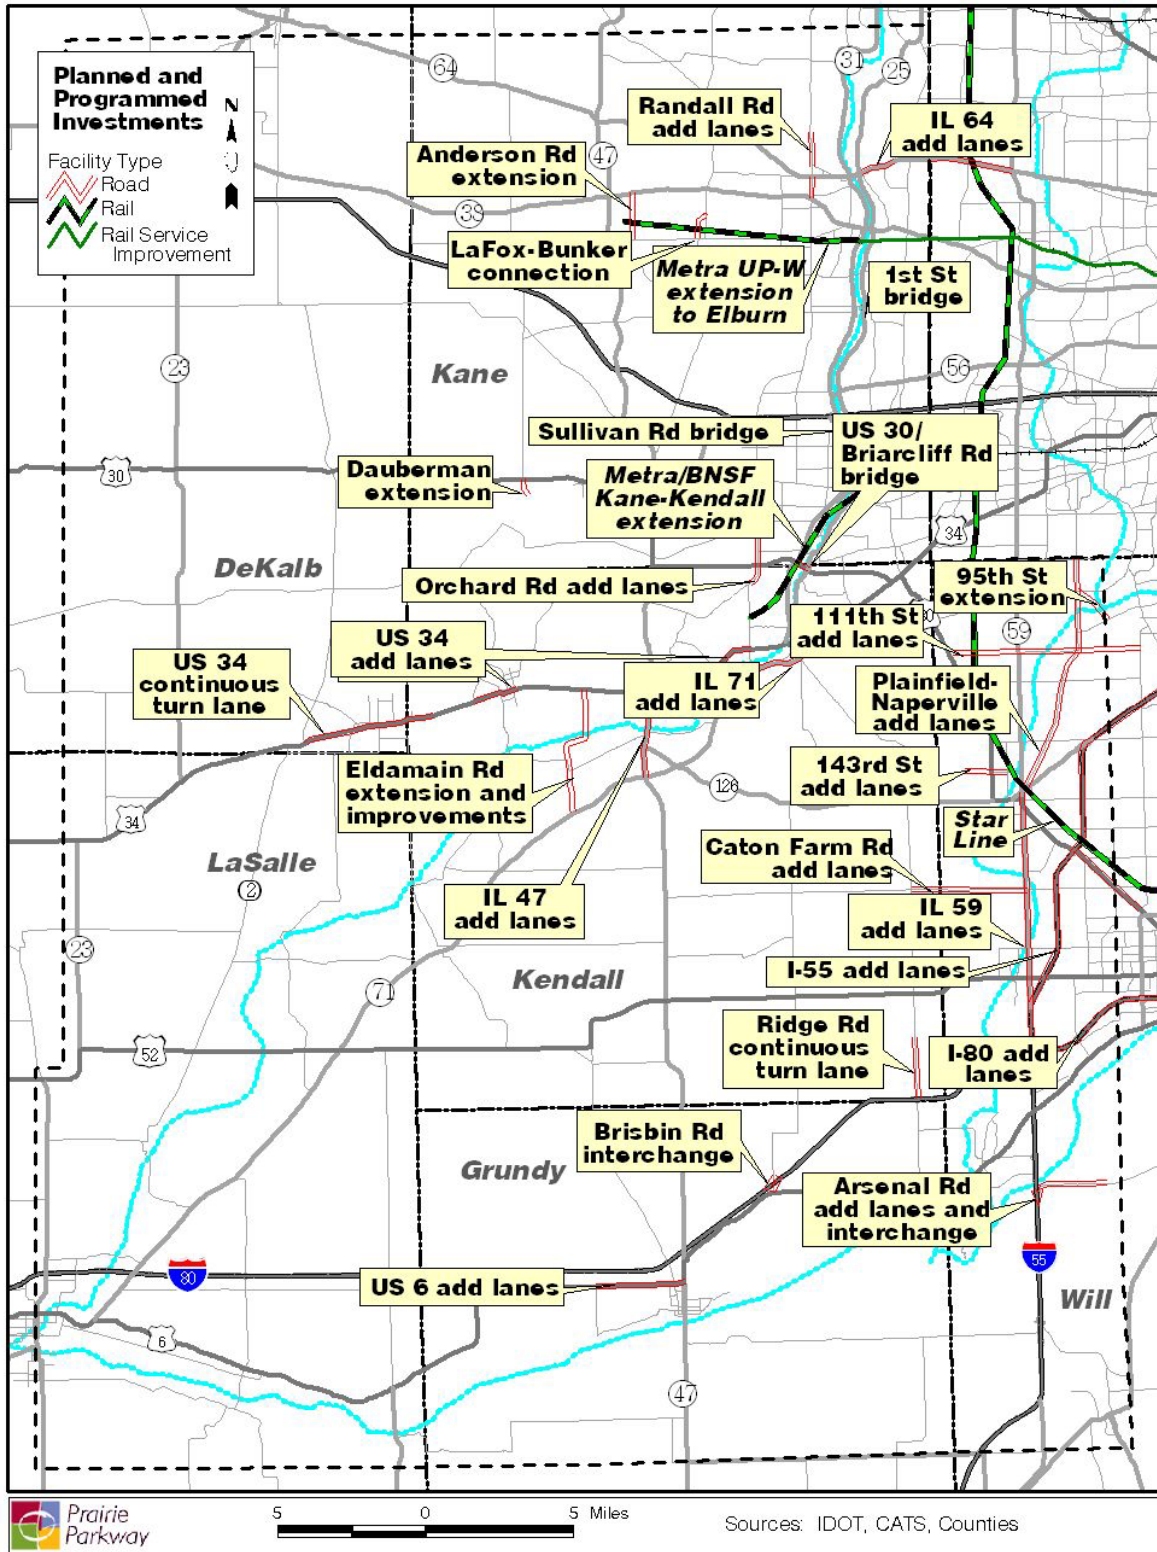 Planned and
Programmed
Investments
N
Facility Type
Road
Rail
Rail Service
Improvement
64
31
25
Randall Rd
add lanes
IL 64
add lanes
47
Anderson Rd
extension
38
LaFox-Bunker
connection
Metra UP-W
extension
to Elburn
1st St
bridge
23
Kane
56
Sullivan Rd bridge
US 30/
Briarcliff Rd
bridge
30
Dauberman
extension
Metra/BNSF
Kane-Kendall
extension
34
DeKalb
Orchard Rd add lanes
95th St
extension
111th St
add lanes
59
US 34
add lanes
US 34
continuous
turn lane
IL 71
add lanes
Plainfield-
Naperville
add lanes
Eldamain Rd
extension and
improvements
143rd St
add lanes
126
34
Star
Line
LaSalle
2
Caton Farm Rd
add lanes
IL 47
add lanes
IL 59
add lanes
23
71
Kendall
I-55 add lanes
52
Ridge Rd
continuous
turn lane
I-80 add
lanes
Brisbin Rd
interchange
Grundy
Arsenal Rd
add lanes and
interchange
80
US 6 add lanes
55
Will
6
47
Prairie
Parkway
5 0 5 Miles
Sources: IDOT, CATS, Counties